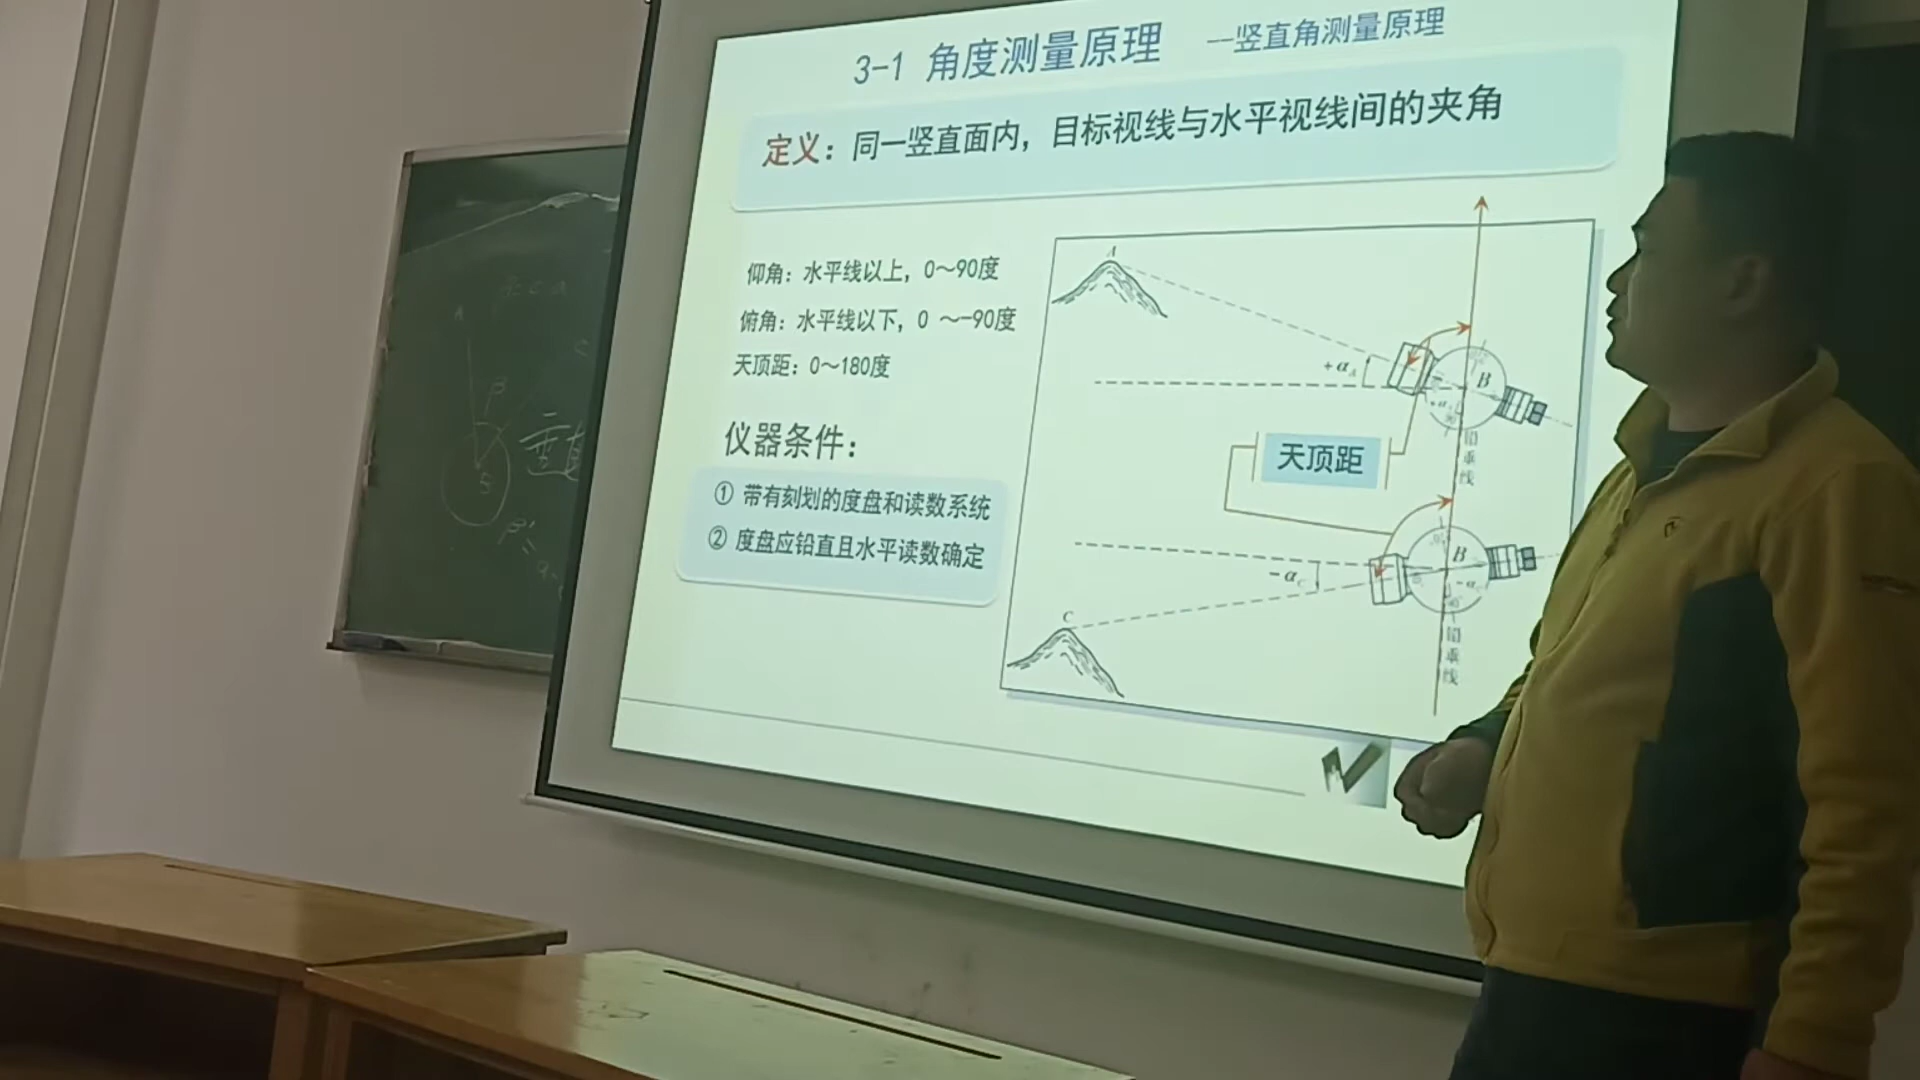 3-1 角度测量原理 —竖直角测量原理
定义：同一竖直面内，目标视线与水平视线间的夹角
仰角：水平线以上，0～90度
俯角：水平线以下，0 ～-90度
天顶距：0～180度
仪器条件：
① 带有刻划的度盘和读数系统
② 度盘应铅直且水平读数确定
A
+α
B
铅垂线
天顶距
B
-αC
C
铅垂线
β
垂直
S
β'=